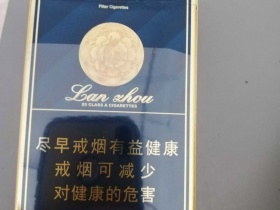 Filter Cigarettes
Lan zhou
20 CLASS A CIGARETTES
尽早戒烟有益健康
戒烟可减少
对健康的危害